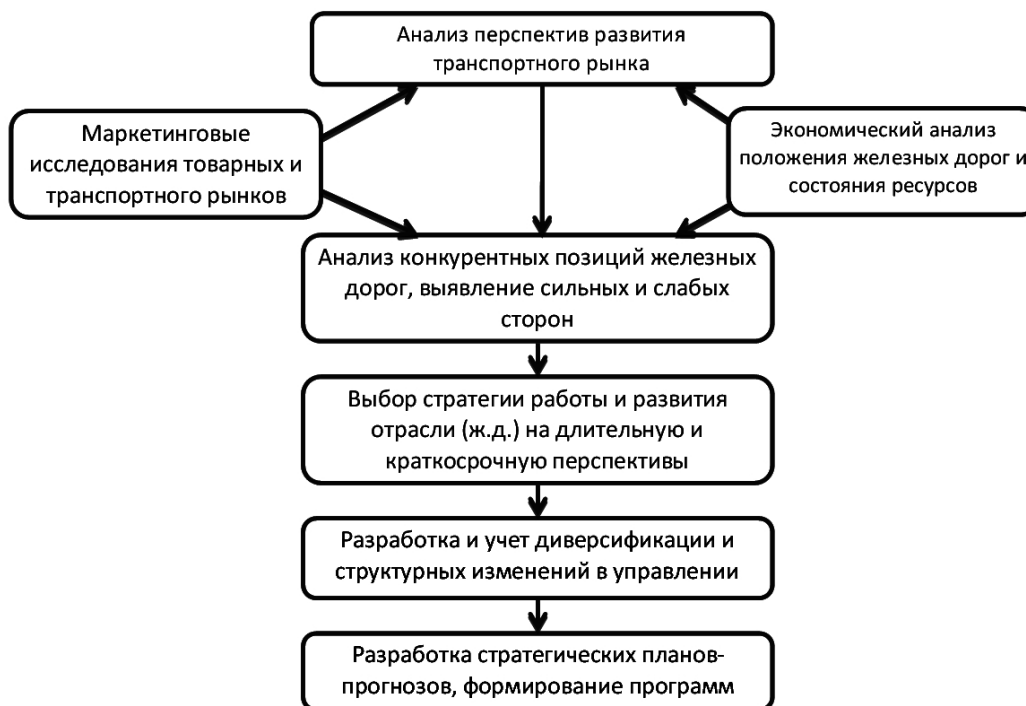 Анализ перспектив развития
транспортного рынка
Маркетинговые
исследования товарных и
транспортного рынков
Экономический анализ
положения железных дорог и
состояния ресурсов
Анализ конкурентных позиций железных
дорог, выявление сильных и слабых
сторон
Выбор стратегии работы и развития
отрасли (ж.д.) на длительную и
краткосрочную перспективы
Разработка и учет диверсификации и
структурных изменений в управлении
Разработка стратегических планов-
прогнозов, формирование программ